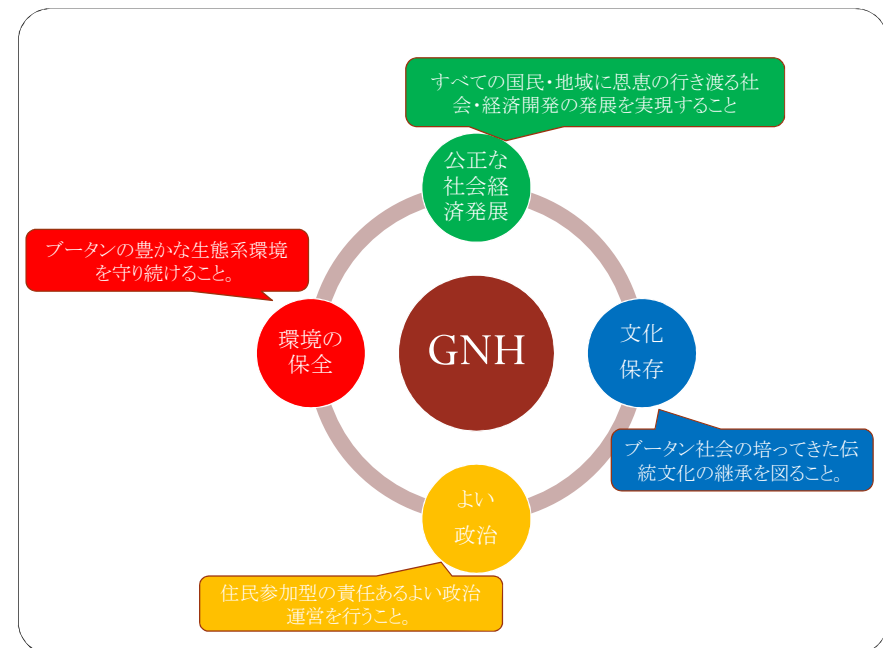 すべての国民・地域に恩恵の行き渡る社
会・経済開発の発展を実現すること
公正な
社会経
済発展
ブータンの豊かな生態系環境
を守り続けること。
環境の
保全
GNH
文化
保存
ブータン社会の培ってきた伝
統文化の継承を図ること。
よい
政治
住民参加型の責任あるよい政治
運営を行うこと。